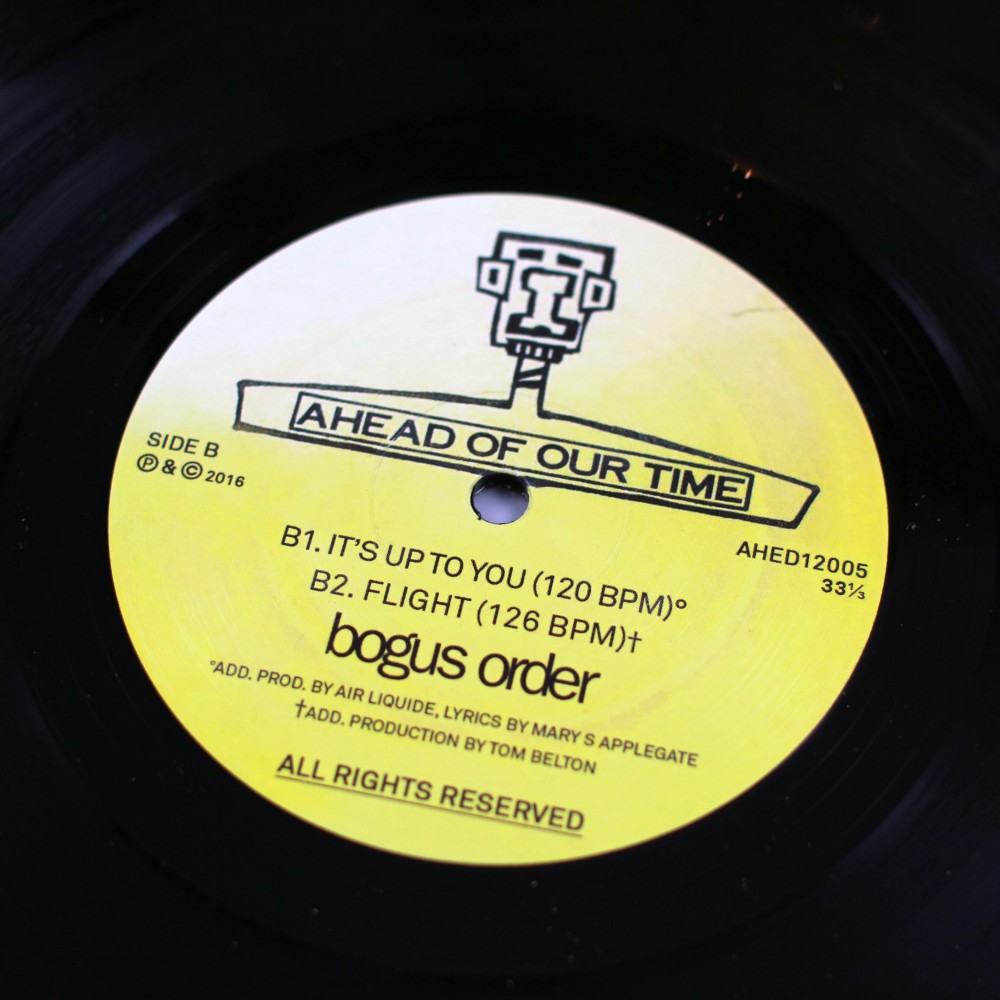 AHEAD OF OUR TIME
SIDE B
Ⓟ & © 2016
AHED12005
33⅓
B1. IT'S UP TO YOU (120 BPM)°
B2. FLIGHT (126 BPM)†
bogus order
°ADD. PROD. BY AIR LIQUIDE, LYRICS BY MARY S APPLEGATE
†ADD. PRODUCTION BY TOM BELTON
ALL RIGHTS RESERVED